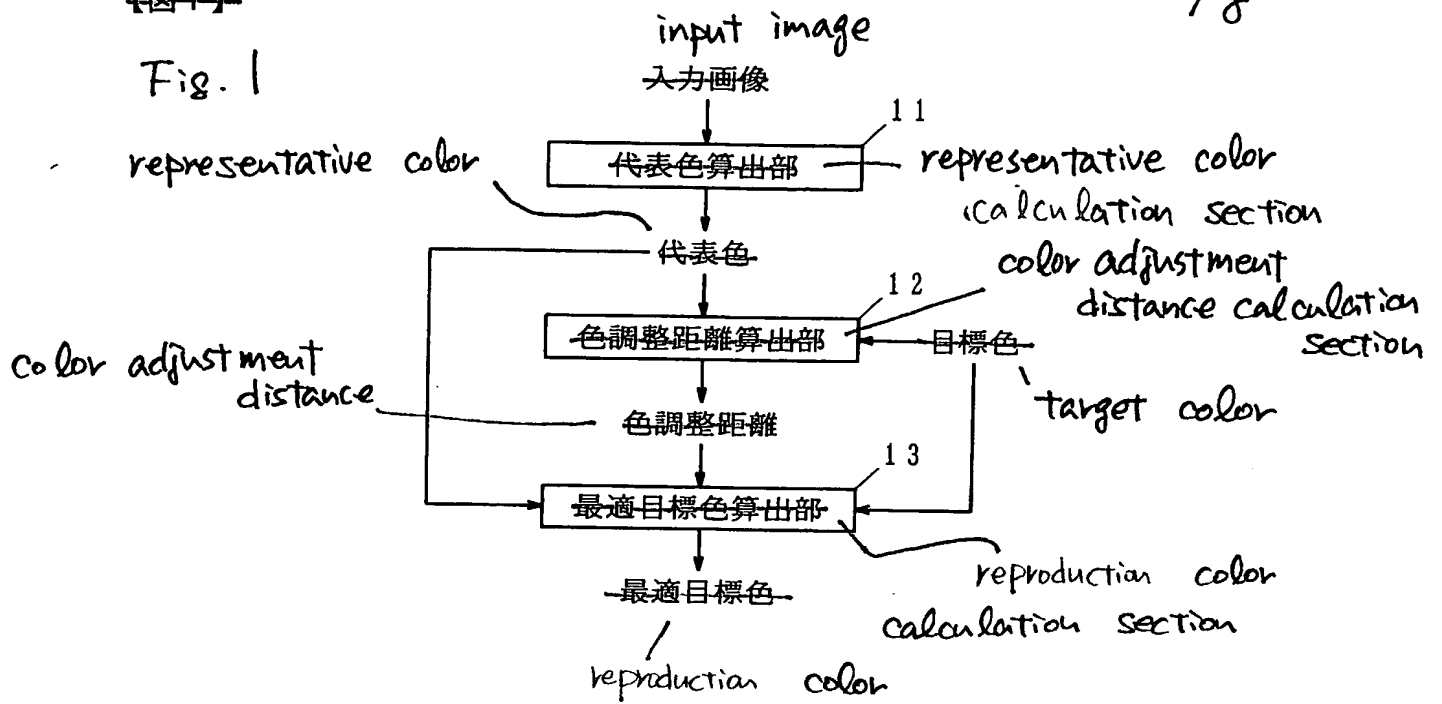 【図1】
Fig. 1
input image
入力画像
11
representative color
代表色算出部
representative color
calculation section
代表色
color adjustment
distance calculation
section
12
色調整距離算出部
目標色
color adjustment
distance
target color
色調整距離
13
最適目標色算出部
reproduction color
calculation section
最適目標色
reproduction color